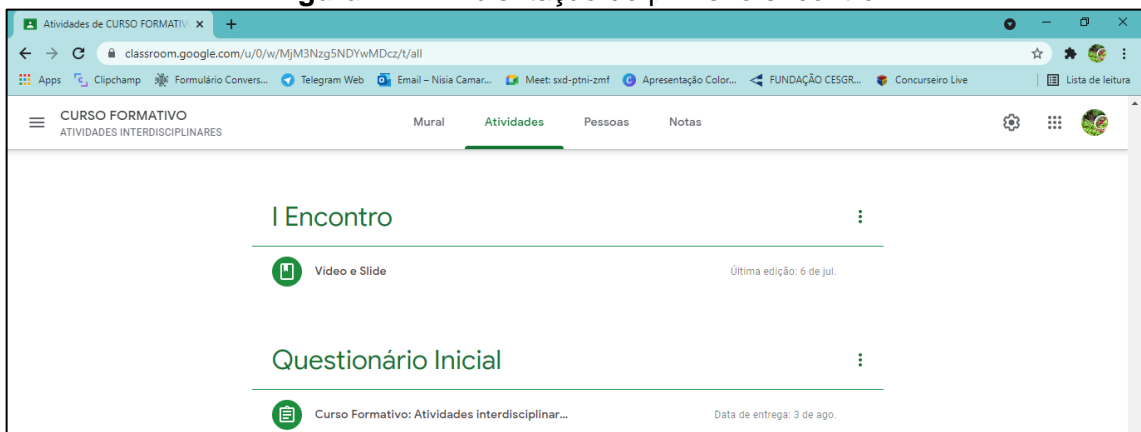 Atividades de CURSO FORMATIV
classroom.google.com/u/0/w/MjM3Nzg5NDYwMDcz/t/all
Apps Clipchamp Formulário Convers... Telegram Web Email – Nisia Camar... Meet: sxd-ptni-zmf Apresentação Color... FUNDAÇÃO CESGR... Concurseiro Live Lista de leitura
CURSO FORMATIVO
ATIVIDADES INTERDISCIPLINARES
Mural Atividades Pessoas Notas
I Encontro
Vídeo e Slide Última edição: 6 de jul.
Questionário Inicial
Curso Formativo: Atividades interdisciplinar... Data de entrega: 3 de ago.